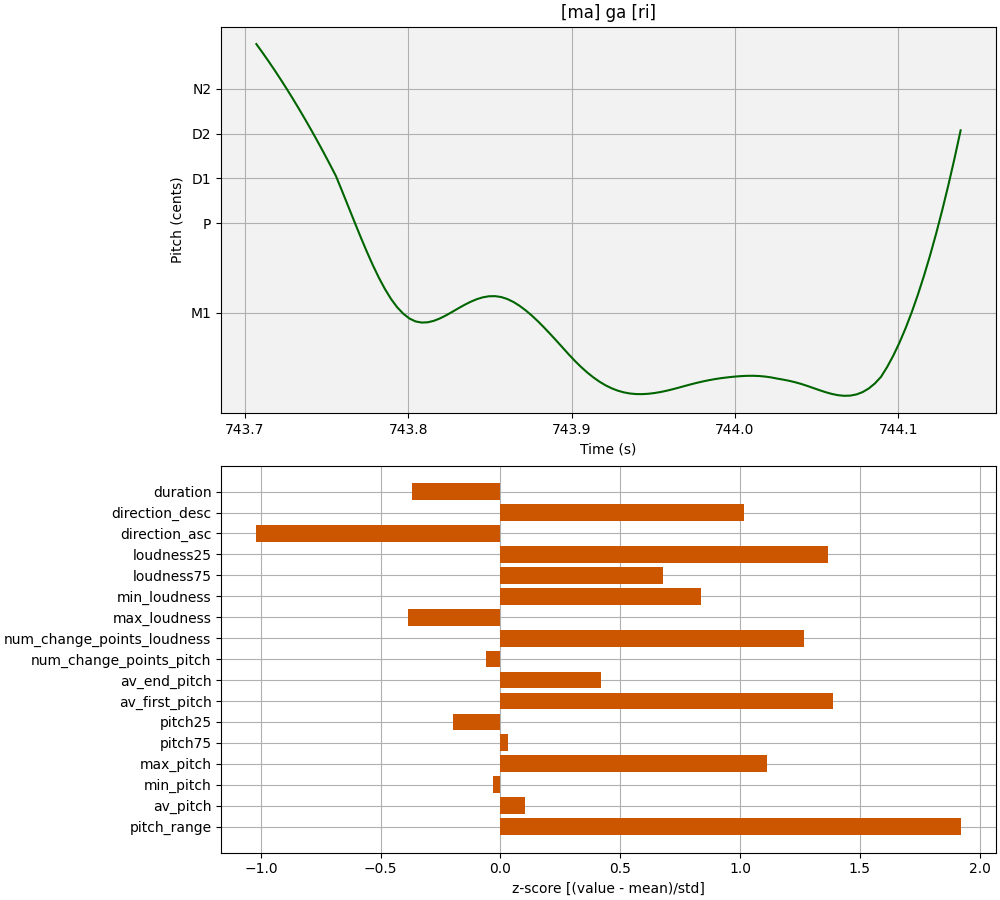 [ma] ga [ri]
N2
D2
D1
P
M1
Pitch (cents)
743.7 743.8 743.9 744.0 744.1
Time (s)
duration
direction_desc
direction_asc
loudness25
loudness75
min_loudness
max_loudness
num_change_points_loudness
num_change_points_pitch
av_end_pitch
av_first_pitch
pitch25
pitch75
max_pitch
min_pitch
av_pitch
pitch_range
−1.0 −0.5 0.0 0.5 1.0 1.5 2.0
z-score [(value - mean)/std]